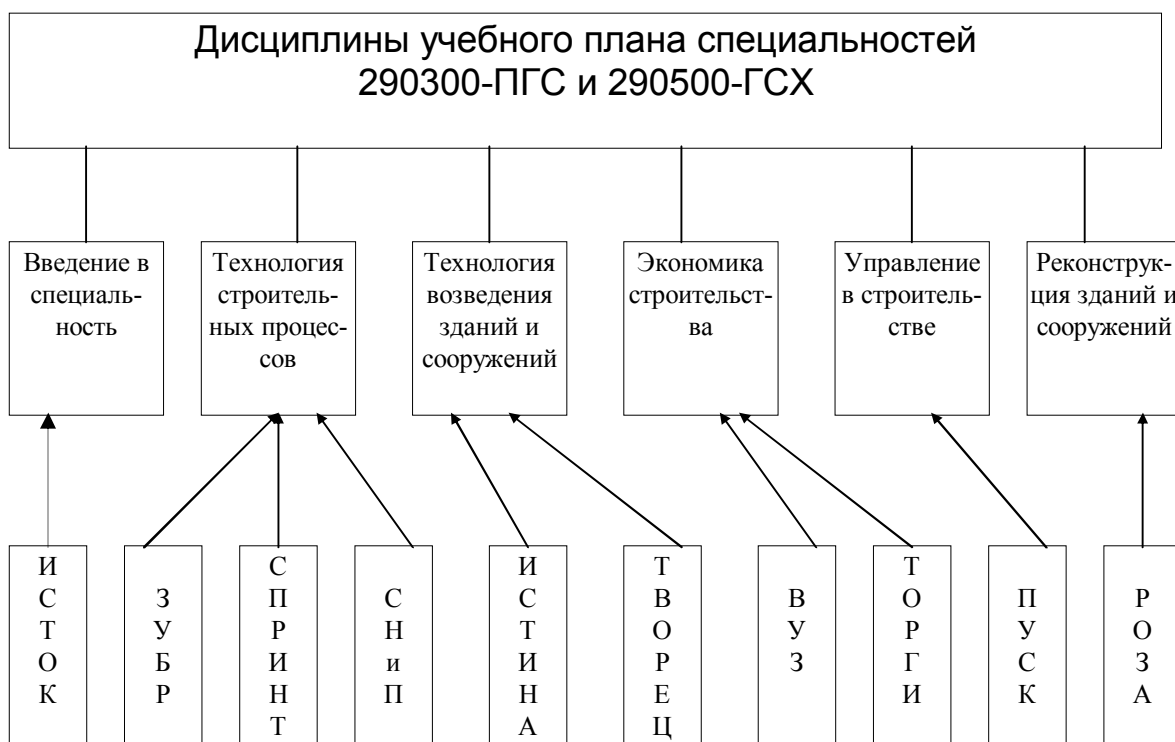 Дисциплины учебного плана специальностей
290300-ПГС и 290500-ГСХ
Введение в
специаль-
ность
Технология
строитель-
ных процес-
сов
Технология
возведения
зданий и
сооружений
Экономика
строительст-
ва
Управление
в строитель-
стве
Реконструк-
ция зданий и
сооружений
ИСТОК
ЗУБР
СПРИНТ
СНиП
ИСТИНА
ТВОРЕЦ
ВУЗ
ТОРГИ
ПУСК
РОЗА